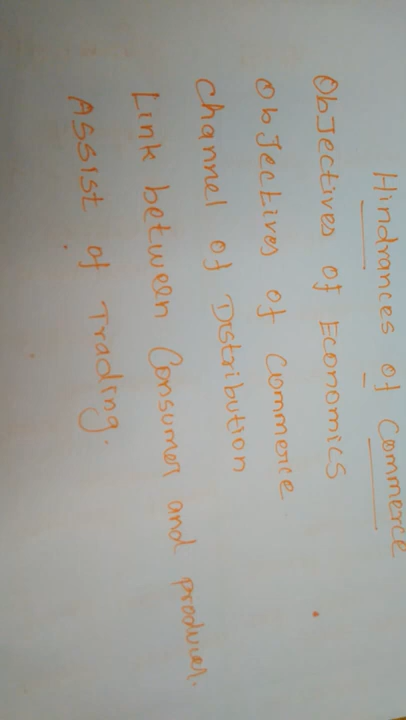 Hindrances of Commerce
Objectives of Economics
Objectives of Commerce.
Channel of Distribution
Link between Consumer and producer.
Assist of Trading.